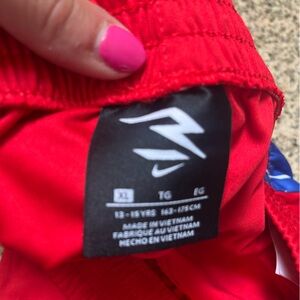 XL TG EG
13 - 15 YRS 163-175 CM
MADE IN VIETNAM
FABRIQUÉ AU VIETNAM
HECHO EN VIETNAM